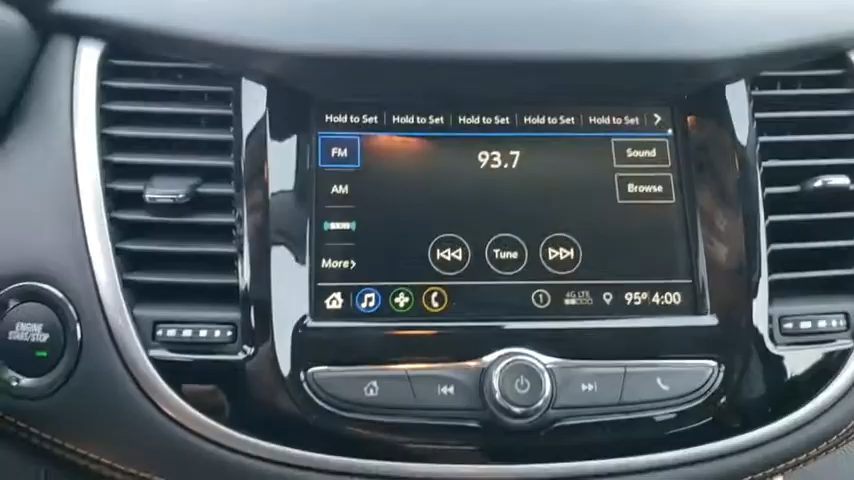 Hold to Set Hold to Set Hold to Set Hold to Set Hold to Set
FM 93.7 Sound
AM Browse
More Tune
1 4G LTE 95° 4:00
ENGINE
START/STOP